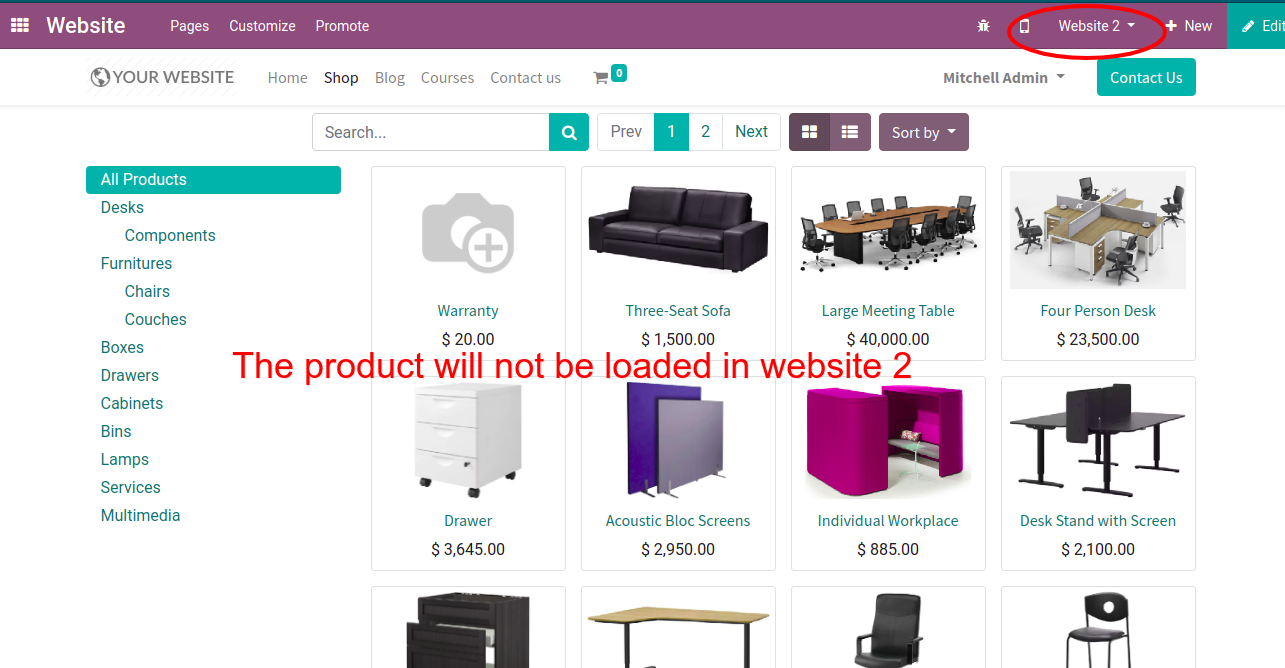 Website Pages Customize Promote Website 2 New Edit
YOUR WEBSITE Home Shop Blog Courses Contact us 0 Mitchell Admin Contact Us
Search... Prev 1 2 Next Sort by
All Products
Desks
Components
Furnitures
Chairs
Couches
Boxes
Drawers
Cabinets
Bins
Lamps
Services
Multimedia
Warranty
$ 20.00
Three-Seat Sofa
$ 1,500.00
Large Meeting Table
$ 40,000.00
Four Person Desk
$ 23,500.00
The product will not be loaded in website 2
Drawer
$ 3,645.00
Acoustic Bloc Screens
$ 2,950.00
Individual Workplace
$ 885.00
Desk Stand with Screen
$ 2,100.00